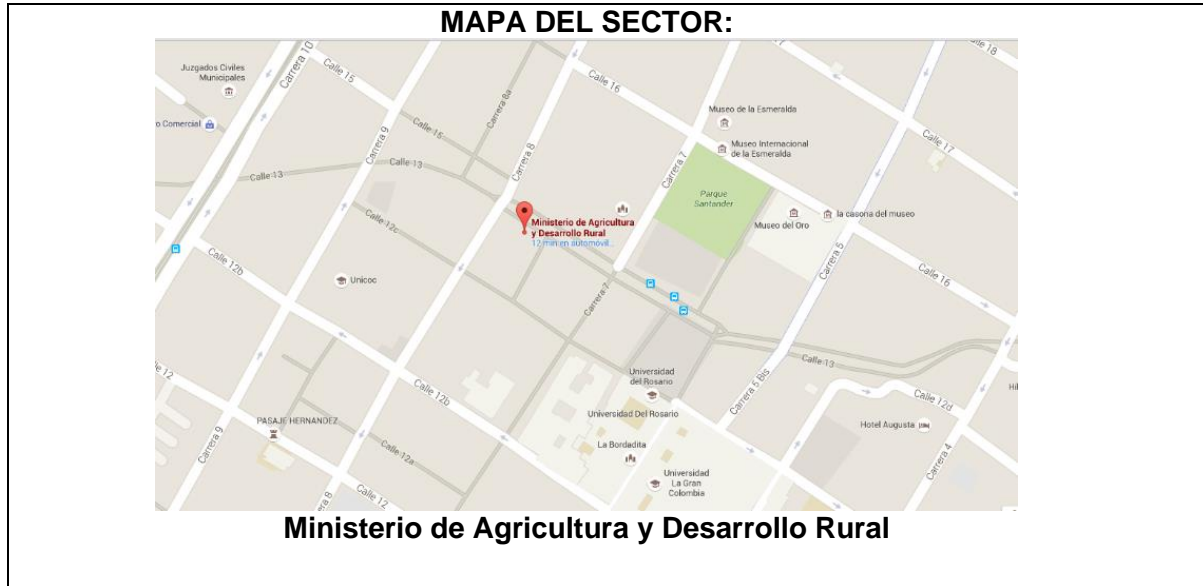 MAPA DEL SECTOR:
Calle 18
Carrera 10
Juzgados Civiles
Municipales
Calle 15
Carrera 8a
Calle 16
o Comercial
Carrera 9
Calle 15
Museo de la Esmeralda
Museo Internacional
de la Esmeralda
Calle 17
Carrera 8
Carrera 7
Calle 13
Calle 13
Parque
Santander
la casona del museo
Museo del Oro
Calle 12c
Ministerio de Agricultura
y Desarrollo Rural
12 min en automóvil...
Carrera 5
Calle 12b
Unicoc
Calle 16
Carrera 7
Calle 13
Universidad
del Rosario
Calle 12
Calle 12b
Carrera 5 Bis
Calle 12d
Universidad Del Rosario
Hotel Augusta
PASAJE HERNANDEZ
Carrera 9
La Bordadita
Calle 12a
Carrera 4
Universidad
La Gran
Colombia
Calle 12
Ministerio de Agricultura y Desarrollo Rural